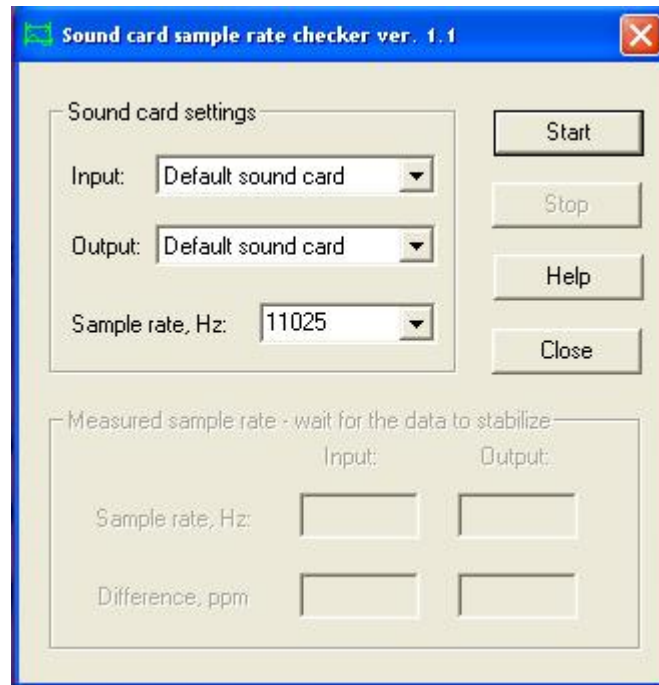 Sound card sample rate checker ver. 1.1
Sound card settings
Start
Input: Default sound card
Stop
Output: Default sound card
Help
Sample rate, Hz: 11025
Close
Measured sample rate - wait for the data to stabilize
Input: Output:
Sample rate, Hz:
Difference, ppm